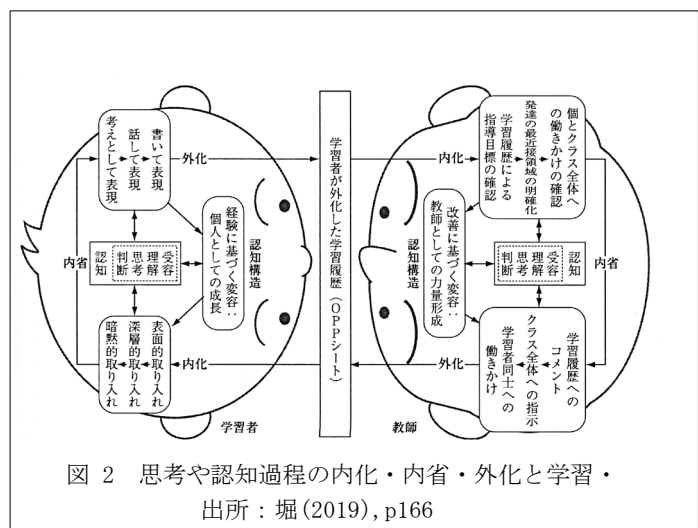 書いて表現
話して表現
考えとして表現
外化
経験に基づく変容：
個人としての成長
認知構造
認知
受容
理解
思考
判断
内省
表面的取り入れ
深層的取り入れ
暗黙的取り入れ
内化
学習者
学習者が外化した学習履歴（OPPシート）
内化
個とクラス全体へ
の働きかけの確認
発達の最近接領域の明確化
学習履歴による
指導目標の確認
改善に基づく変容：
教師としての力量形成
認知構造
受容
理解
思考
判断
認知
内省
学習履歴への
コメント
クラス全体への指示
学習者同士への
働きかけ
外化
教師
図 2 思考や認知過程の内化・内省・外化と学習・
出所：堀(2019),p166